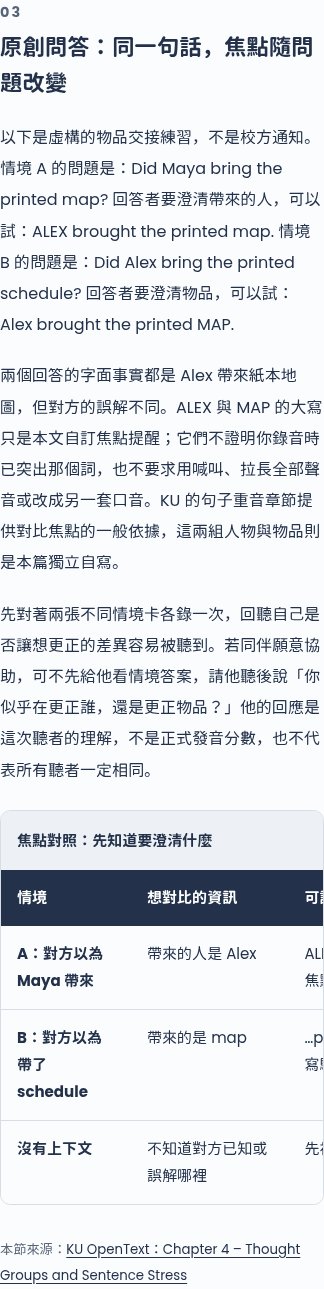 03
原創問答：同一句話，焦點隨問
題改變
以下是虛構的物品交接練習，不是校方通知。
情境 A 的問題是：Did Maya bring the
printed map? 回答者要澄清帶來的人，可以
試：ALEX brought the printed map. 情境
B 的問題是：Did Alex bring the printed
schedule? 回答者要澄清物品，可以試：
Alex brought the printed MAP.
兩個回答的字面事實都是 Alex 帶來紙本地
圖，但對方的誤解不同。ALEX 與 MAP 的大寫
只是本文自訂焦點提醒；它們不證明你錄音時
已突出那個詞，也不要求用喊叫、拉長全部聲
音或改成另一套口音。KU 的句子重音章節提
供對比焦點的一般依據，這兩組人物與物品則
是本篇獨立自寫。
先對著兩張不同情境卡各錄一次，回聽自己是
否讓想更正的差異容易被聽到。若同伴願意協
助，可不先給他看情境答案，請他聽後說「你
似乎在更正誰，還是更正物品？」他的回應是
這次聽者的理解，不是正式發音分數，也不代
表所有聽者一定相同。
焦點對照：先知道要澄清什麼
情境 想對比的資訊
A：對方以為 帶來的人是 Alex
Maya 帶來
B：對方以為 帶來的是 map
帶了
schedule
沒有上下文 不知道對方已知或
誤解哪裡
本節來源：KU OpenText：Chapter 4 – Thought
Groups and Sentence Stress